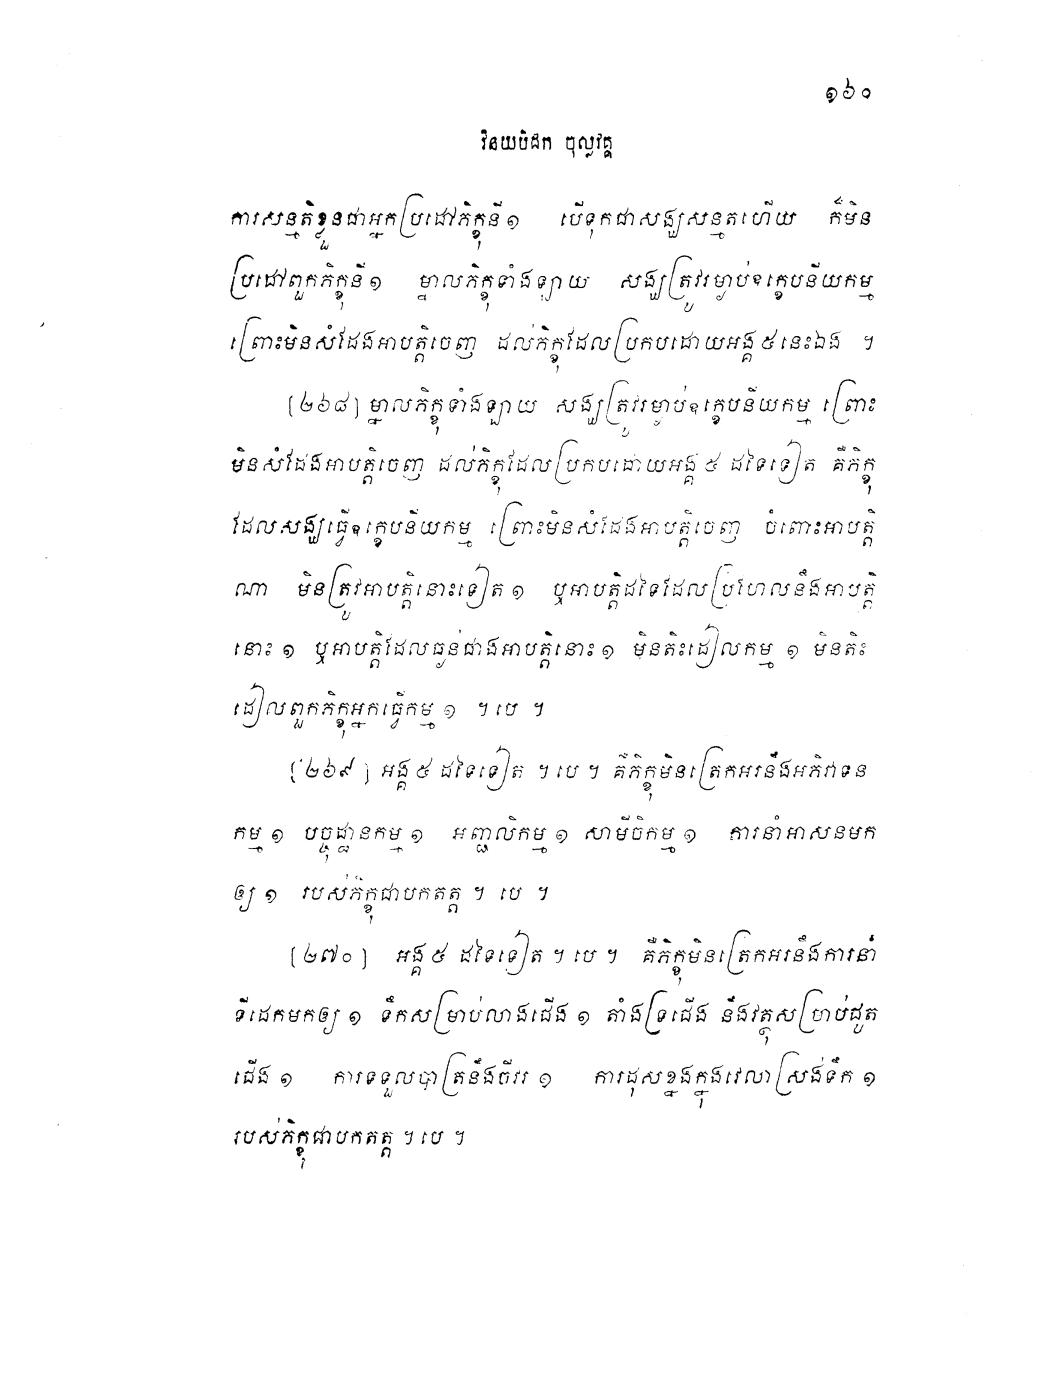 ១៦០
វិនយបិដក ចុល្លវគ្គ
ការសន្មតិខ្លួនជាអ្នកប្រដៅភិក្ខុនី១ បើទុកជាសង្ឃសន្មតហើយ ក៏មិន
ប្រដៅពួកភិក្ខុនី១ ម្នាលភិក្ខុទាំងឡាយ សង្ឃត្រូវរម្ងាប់ឧក្ខេបនីយកម្ម
ព្រោះមិនសំដែងអាបត្តិចេញ ដល់ភិក្ខុដែលប្រកបដោយអង្គ៥នេះឯង ។
[២៦៨] ម្នាលភិក្ខុទាំងឡាយ សង្ឃត្រូវរម្ងាប់ឧក្ខេបនីយកម្ម ព្រោះ
មិនសំដែងអាបត្តិចេញ ដល់ភិក្ខុដែលប្រកបដោយអង្គ ៥ ដទៃទៀត គឺភិក្ខុ
ដែលសង្ឃធ្វើឧក្ខេបនីយកម្ម ព្រោះមិនសំដែងអាបត្តិចេញ ចំពោះអាបត្តិ
ណា មិនត្រូវអាបត្តិនោះទៀត១ ឬអាបត្តិដទៃដែលប្រហែលនឹងអាបត្តិ
នោះ ១ ឬអាបត្តិដែលធ្ងន់ជាងអាបត្តិនោះ ១ មិនតិះដៀលកម្ម ១ មិនតិះ
ដៀលពួកភិក្ខុអ្នកធ្វើកម្ម ១ ។ បេ ។
[២៦៩] អង្គ ៥ ដទៃទៀត ។ បេ ។ គឺភិក្ខុមិនត្រេកអរនឹងអភិវាទន
កម្ម ១ បច្ចុដ្ឋានកម្ម ១ អញ្ជលិកម្ម ១ សាមីចិកម្ម ១ ការនាំអាសនមក
ឲ្យ ១ របស់ភិក្ខុជាបកតត្ត ។ បេ ។
[២៧០] អង្គ ៥ ដទៃទៀត ។ បេ ។ គឺភិក្ខុមិនត្រេកអរនឹងការនាំ
ទីដេកមកឲ្យ ១ ទឹកសម្រាប់លាងជើង ១ តាំងទ្រជើង និងវត្ថុសម្រាប់ជូត
ជើង ១ ការទទួលបាត្រនឹងចីវរ ១ ការដុសខ្នងក្នុងវេលាស្រង់ទឹក ១
របស់ភិក្ខុជាបកតត្ត ។ បេ ។